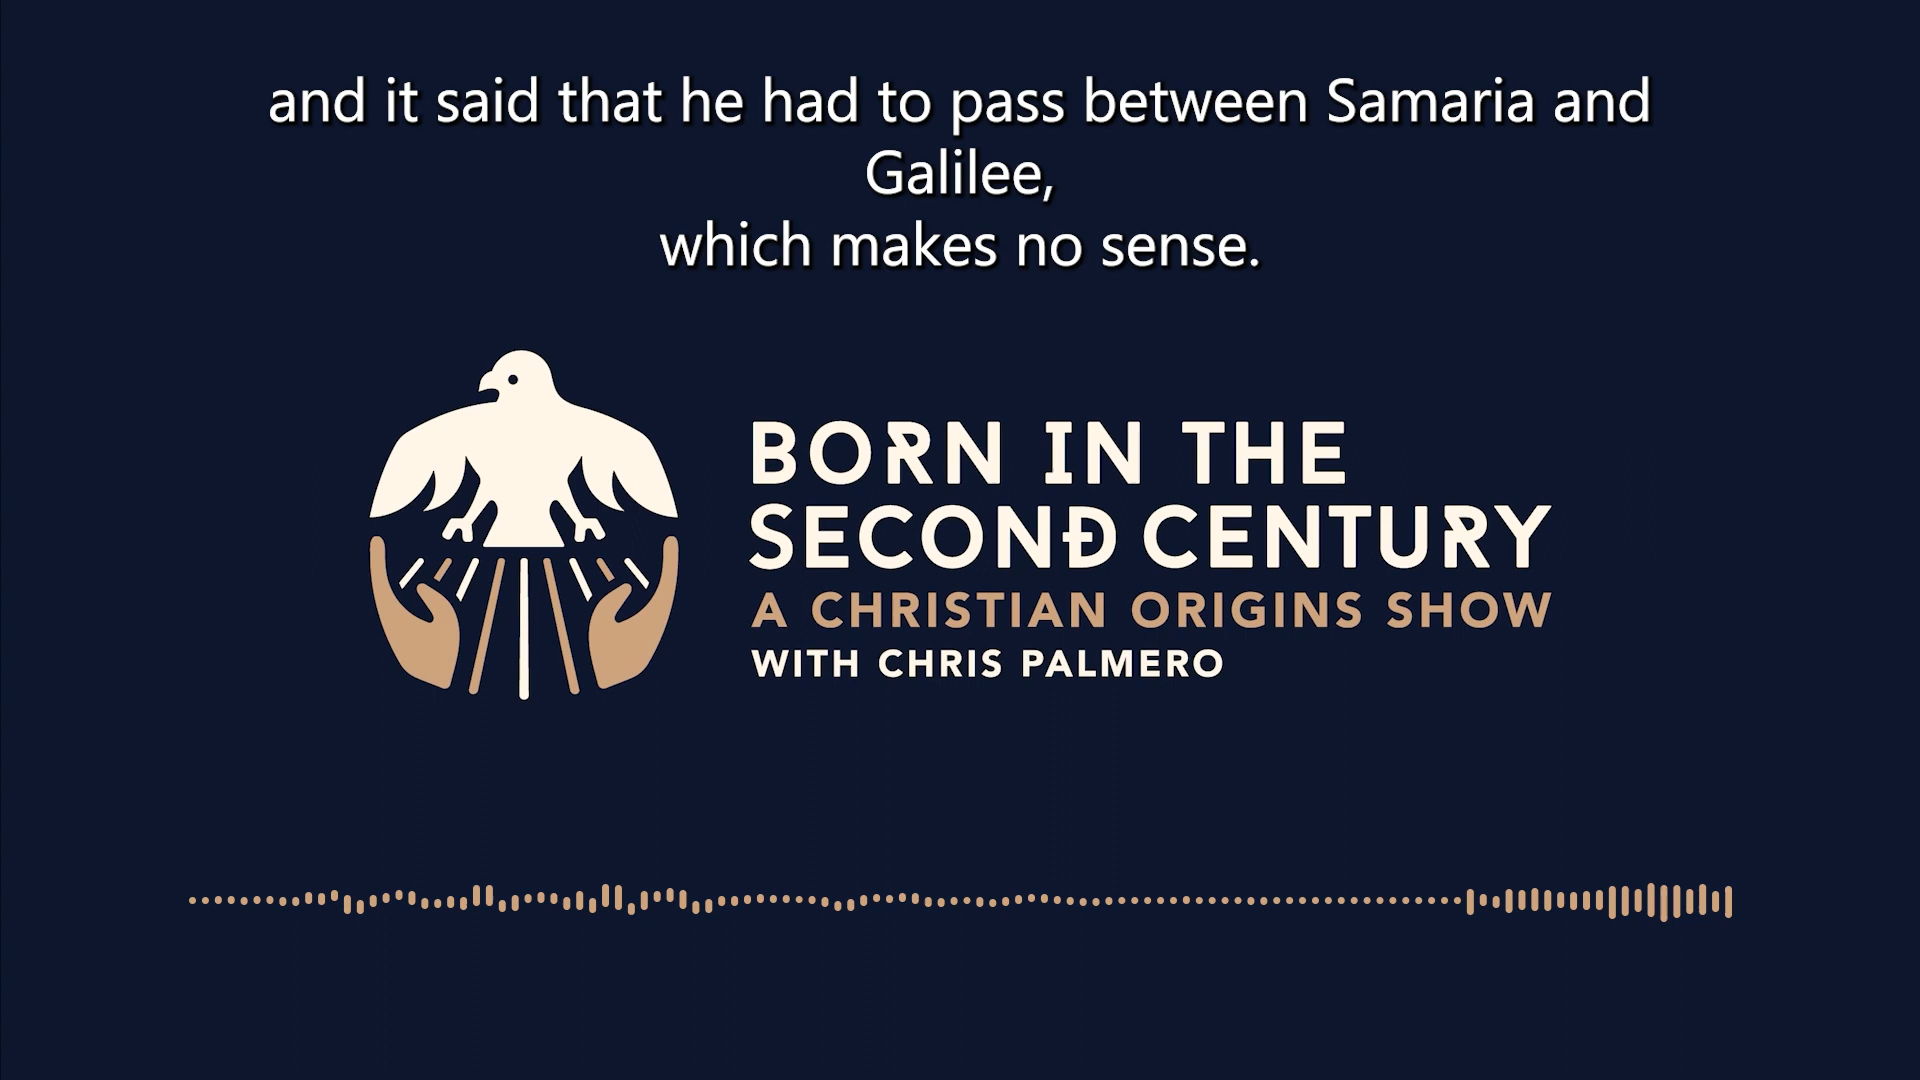 and it said that he had to pass between Samaria and
Galilee,
which makes no sense.
BORN IN THE
SECOND CENTURY
A CHRISTIAN ORIGINS SHOW
WITH CHRIS PALMERO